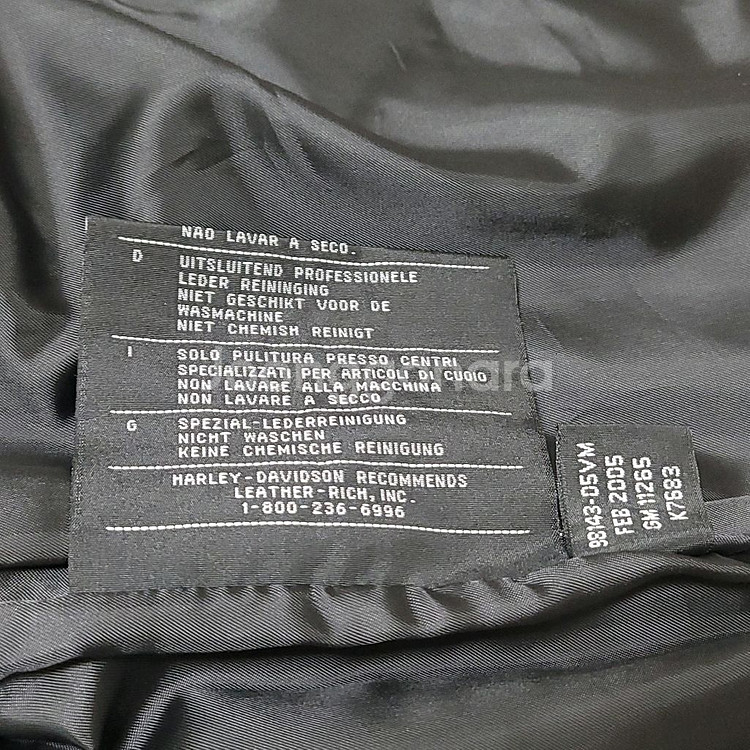 NAO LAVAR A SECO.
D UITSLUITEND PROFESSIONELE
LEDER REININGING
NIET GESCHIKT VOOR DE
WASMACHINE
NIET CHEMISH REINIGT
I SOLO PULITURA PRESSO CENTRI
SPECIALIZZATI PER ARTICOLI DI CUOIO
NON LAVARE ALLA MACCHINA
NON LAVARE A SECCO
G SPEZIAL-LEDERREINIGUNG
NICHT WASCHEN
KEINE CHEMISCHE REINIGUNG
HARLEY-DAVIDSON RECOMMENDS
LEATHER-RICH, INC.
1-800-236-6996
98143-05VM
FEB 2005
GM 11265
K7683